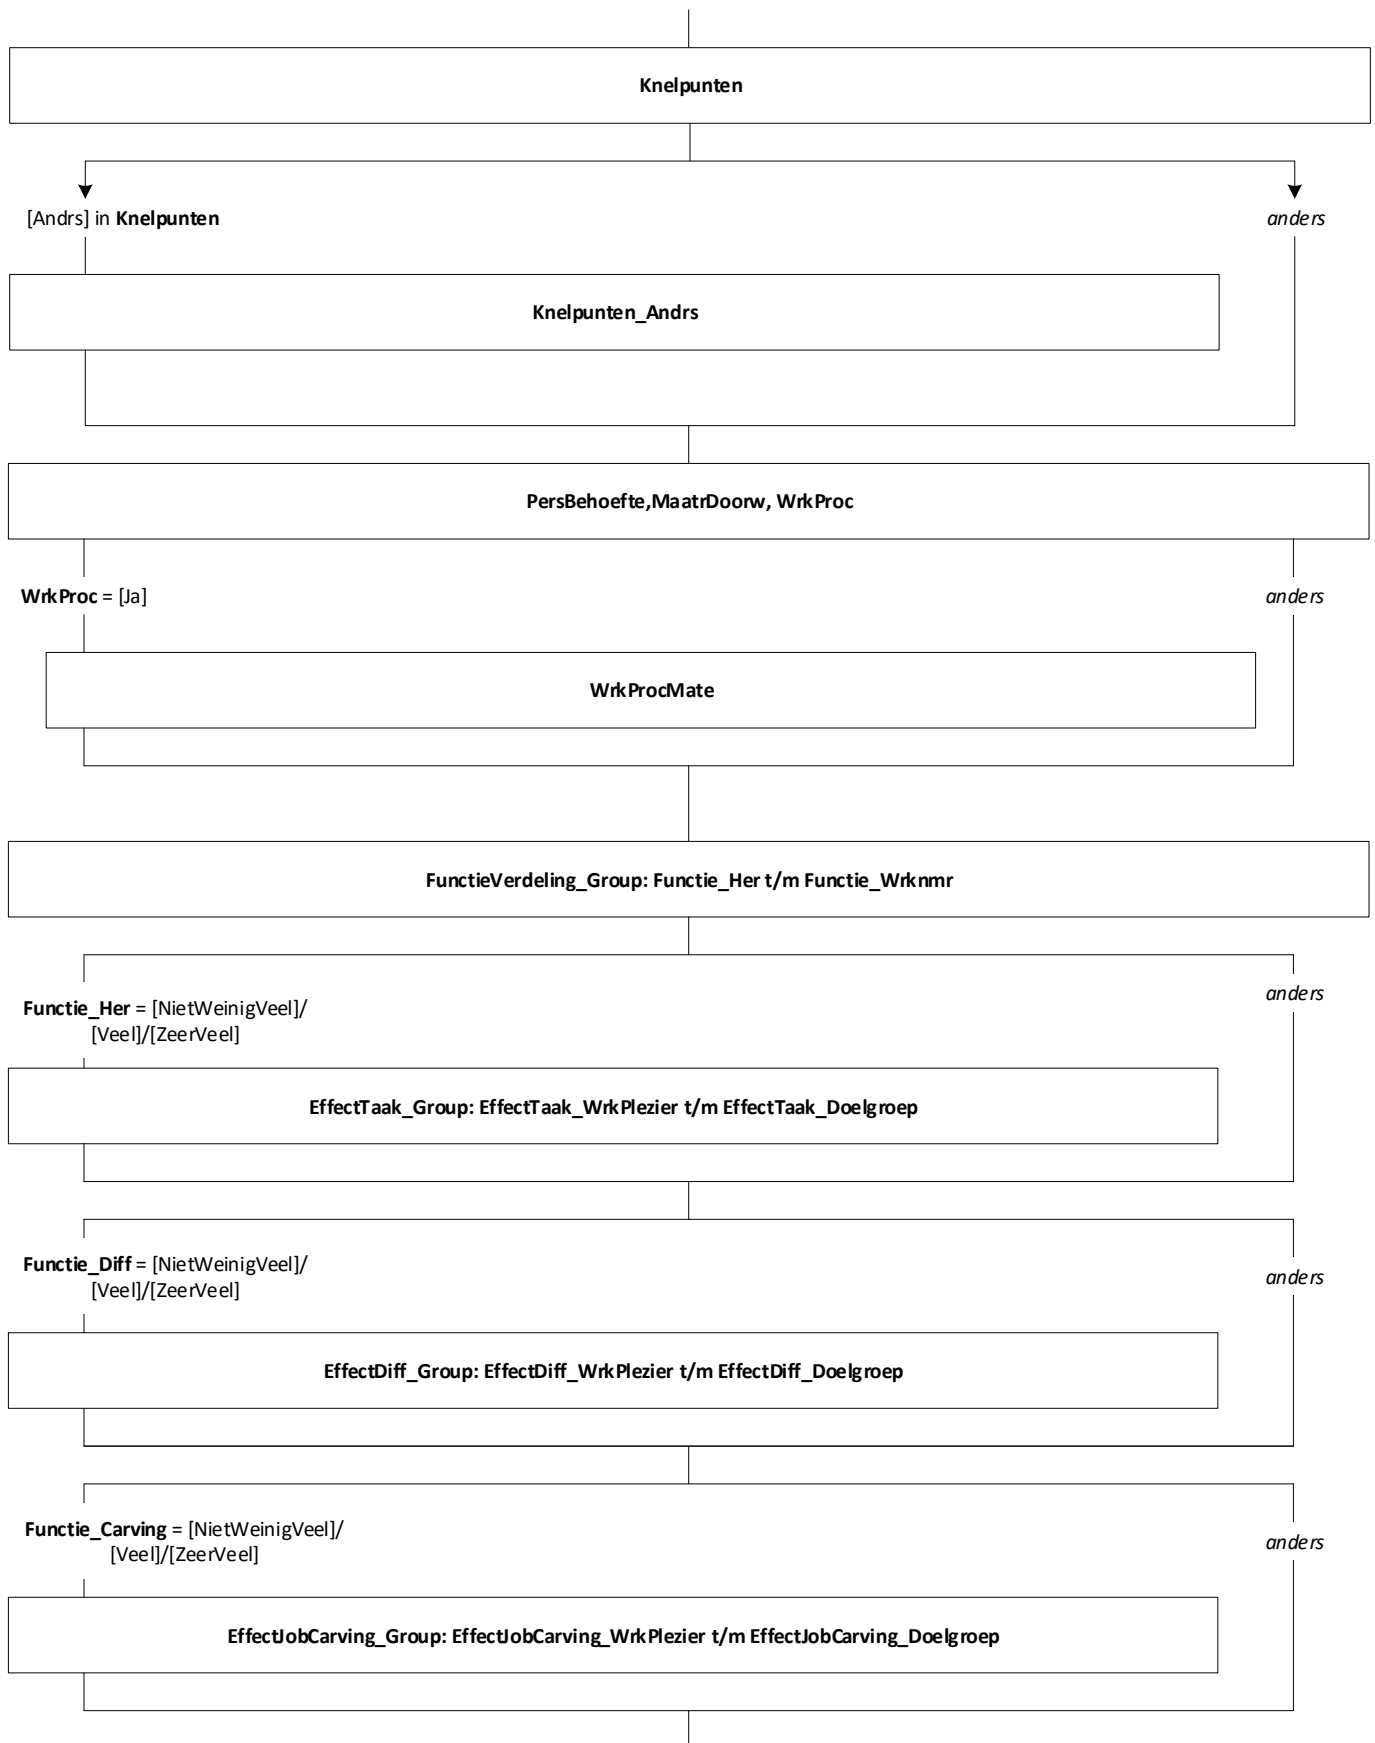 Knelpunten
[Andrs] in Knelpunten
anders
Knelpunten_Andrs
PersBehoefte,MaatrDoorw, WrkProc
WrkProc = [Ja]
anders
WrkProcMate
FunctieVerdeling_Group: Functie_Her t/m Functie_Wrknmr
anders
Functie_Her = [NietWeinigVeel]/
[Veel]/[ZeerVeel]
EffectTaak_Group: EffectTaak_WrkPlezier t/m EffectTaak_Doelgroep
Functie_Diff = [NietWeinigVeel]/
[Veel]/[ZeerVeel]
anders
EffectDiff_Group: EffectDiff_WrkPlezier t/m EffectDiff_Doelgroep
Functie_Carving = [NietWeinigVeel]/
[Veel]/[ZeerVeel]
anders
EffectJobCarving_Group: EffectJobCarving_WrkPlezier t/m EffectJobCarving_Doelgroep